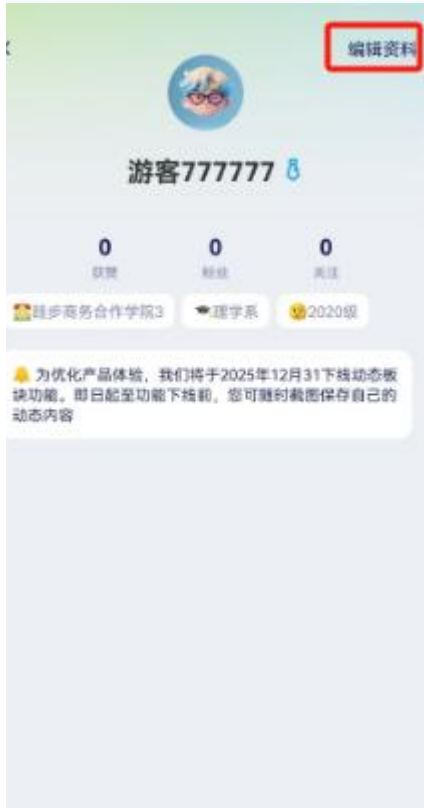 编辑资料
游客777777
0 0 0
获赞 粉丝 关注
步商务合作学院3 理学系 2020级
为优化产品体验，我们将于2025年12月31下线动态板
块功能。即日起至功能下线前，您可随时截图保存自己的
动态内容